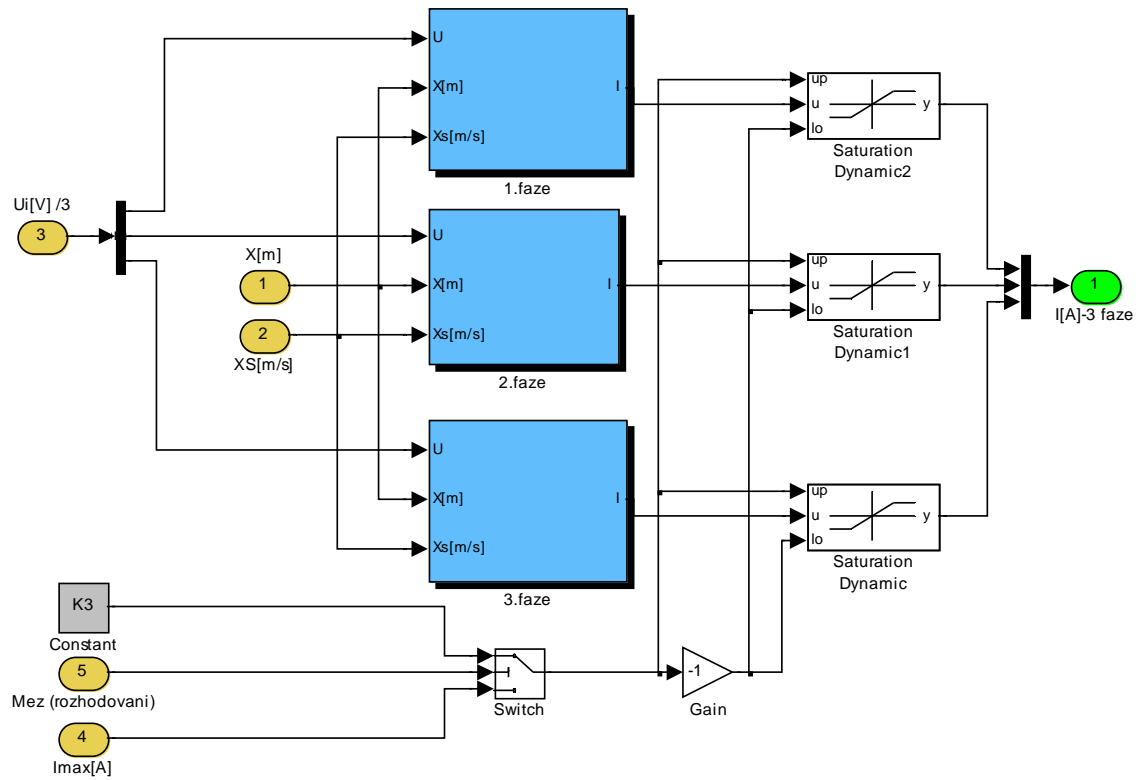 U
X[m]
Xs[m/s]
I
1.faze
up
u
lo
y
Saturation
Dynamic2
Ui[V] /3
3
X[m]
1
2
XS[m/s]
U
X[m]
Xs[m/s]
I
2.faze
up
u
lo
y
Saturation
Dynamic1
1
I[A]-3 faze
U
X[m]
Xs[m/s]
I
3.faze
up
u
lo
y
Saturation
Dynamic
K3
Constant
5
Mez (rozhodovani)
4
Imax[A]
Switch
-1
Gain